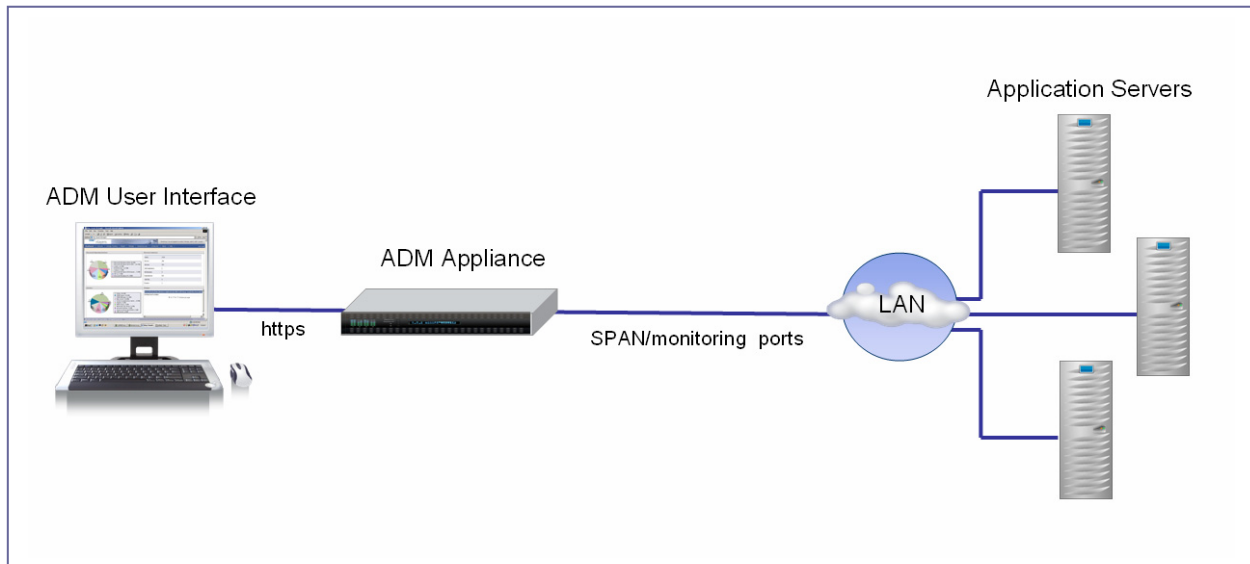 Application Servers
ADM User Interface
ADM Appliance
LAN
https
SPAN/monitoring ports